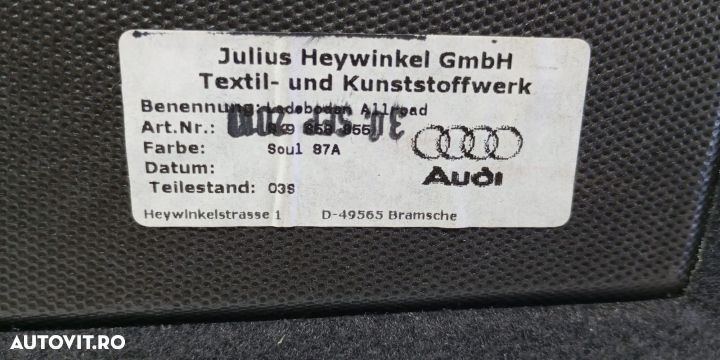 Julius Heywinkel GmbH
Textil- und Kunststoffwerk
Benennung: Ladeboden Allroad
Art.Nr.:
Farbe: Soul 87A
Datum:
Teilestand: 03S
Audi
Heywinkelstrasse 1 D-49565 Bramsche
AUTOVIT.RO